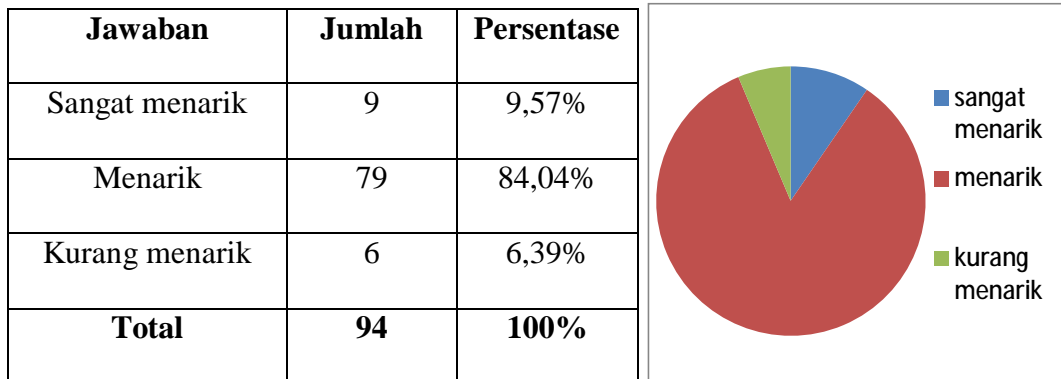 Jawaban Jumlah Persentase
Sangat menarik 9 9,57%
Menarik 79 84,04%
Kurang menarik 6 6,39%
Total 94 100%
sangat
menarik
menarik
kurang
menarik